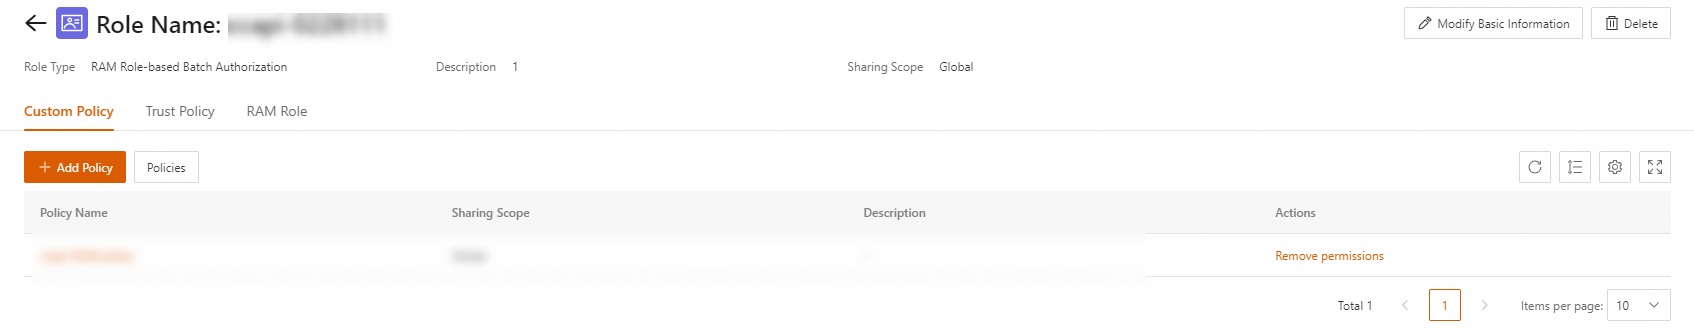 Role Name:
Modify Basic Information
Delete
Role Type RAM Role-based Batch Authorization Description 1 Sharing Scope Global
Custom Policy Trust Policy RAM Role
+ Add Policy Policies
Policy Name Sharing Scope Description Actions
Remove permissions
Total 1 < 1 > Items per page: 10